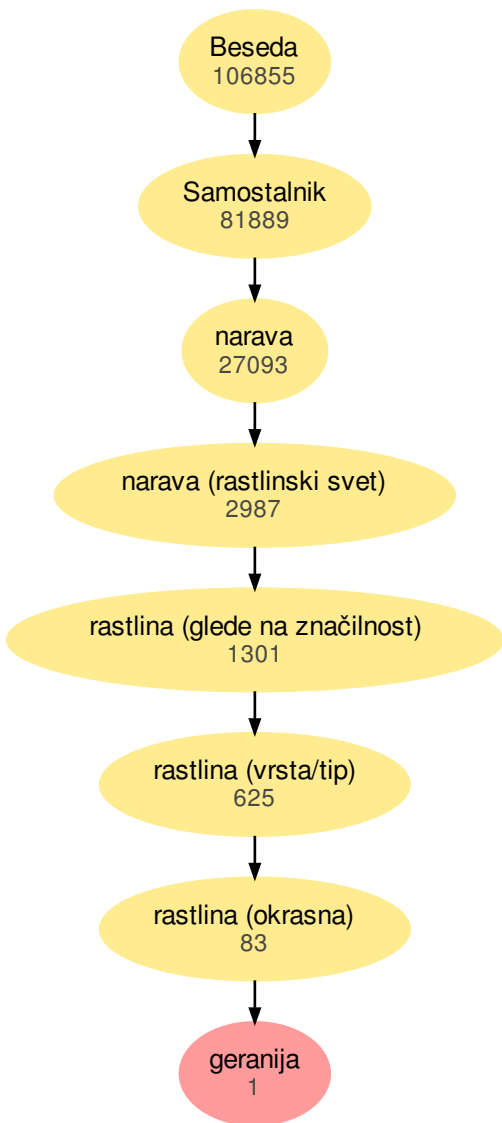 Beseda
106855
Samostalnik
81889
narava
27093
narava (rastlinski svet)
2987
rastlina (glede na značilnost)
1301
rastlina (vrsta/tip)
625
rastlina (okrasna)
83
geranija
1